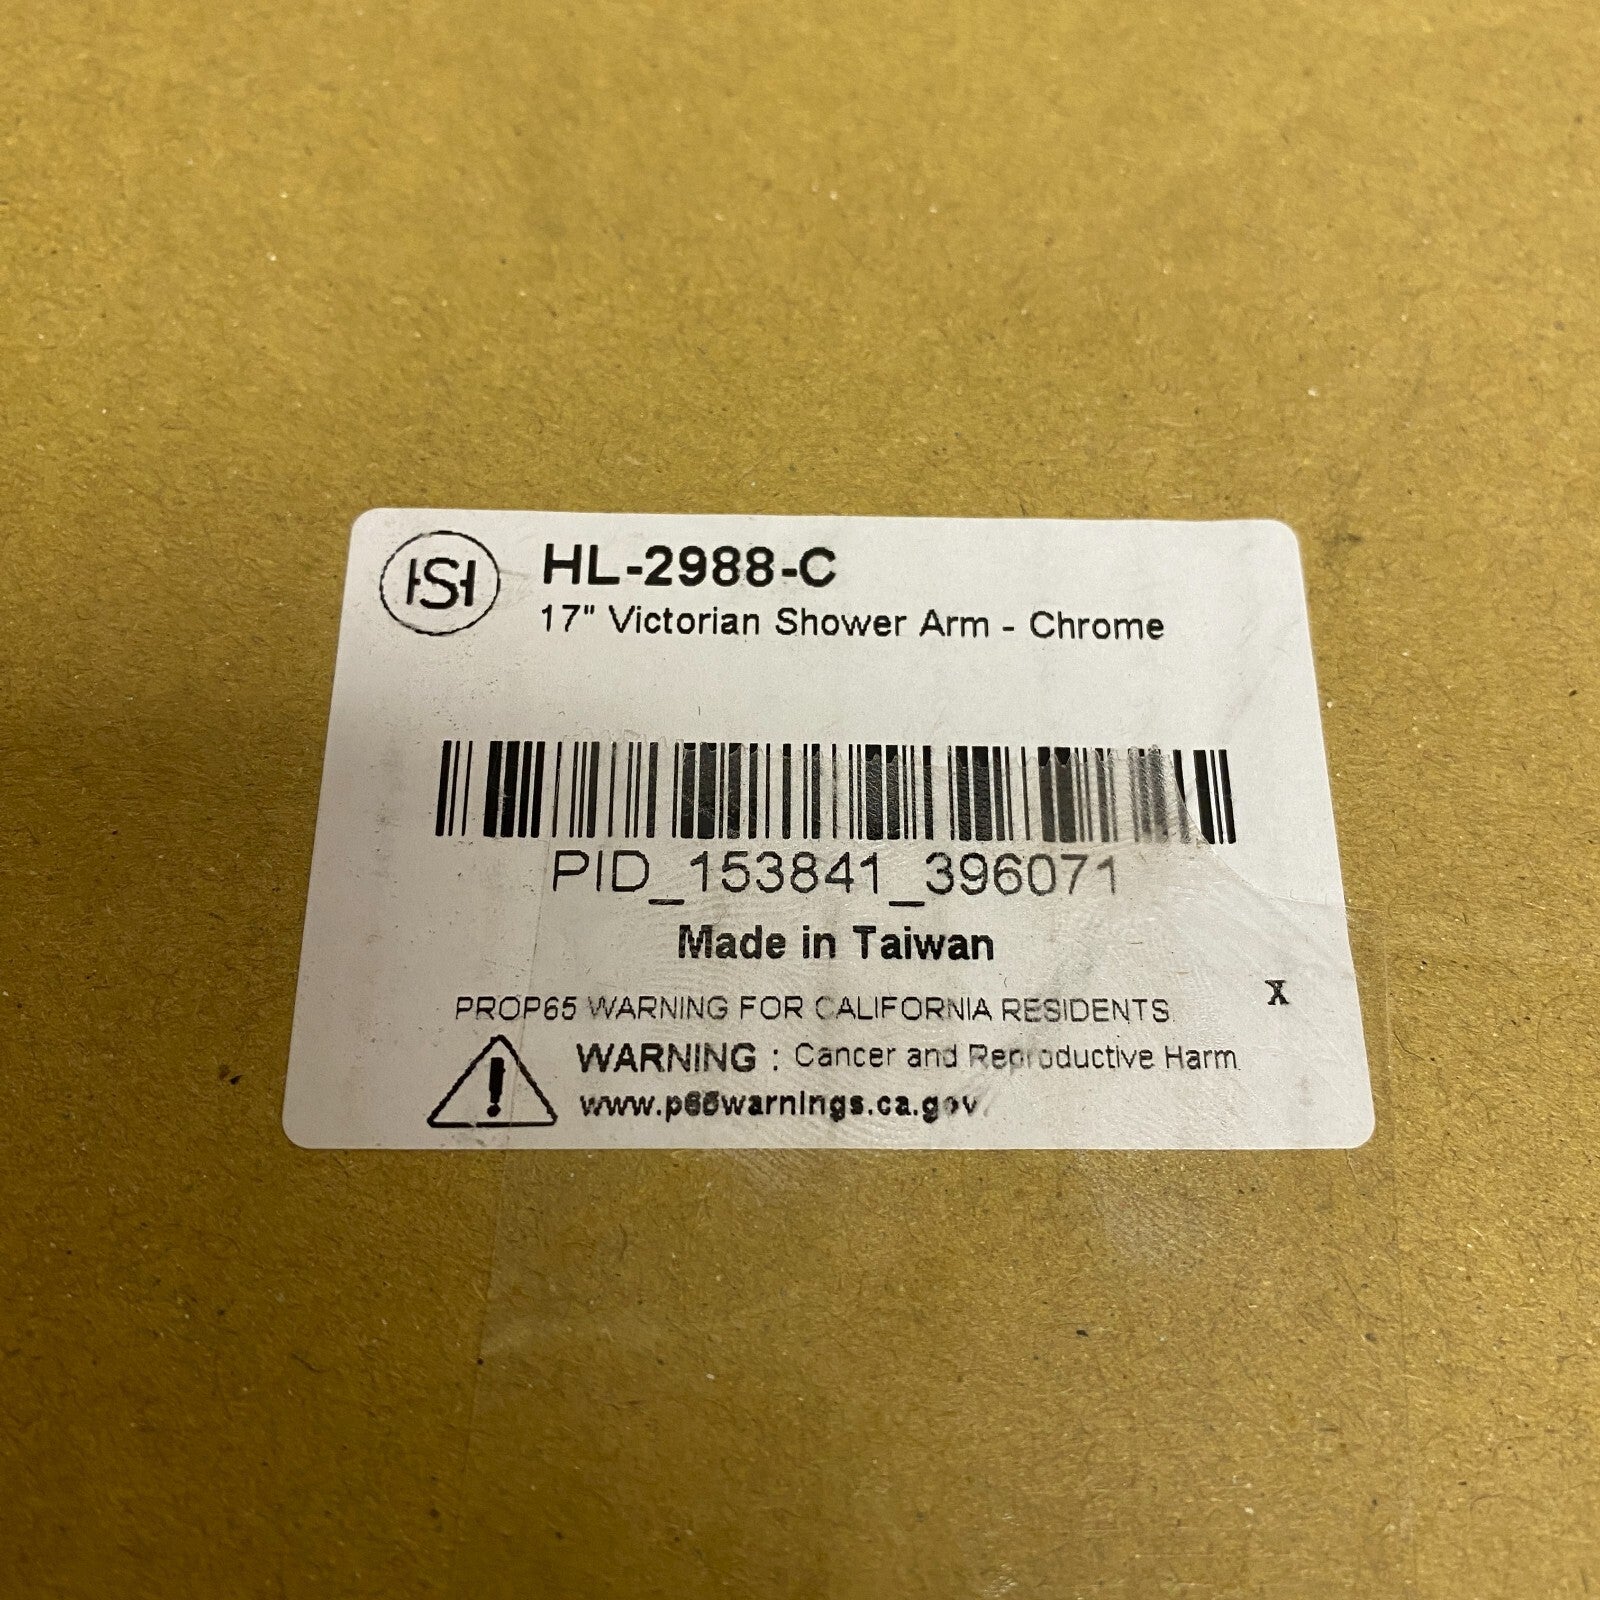 HSH
HL-2988-C
17" Victorian Shower Arm - Chrome
PID_153841_396071
Made in Taiwan
PROP65 WARNING FOR CALIFORNIA RESIDENTS
X
WARNING : Cancer and Reproductive Harm
www.p65warnings.ca.gov